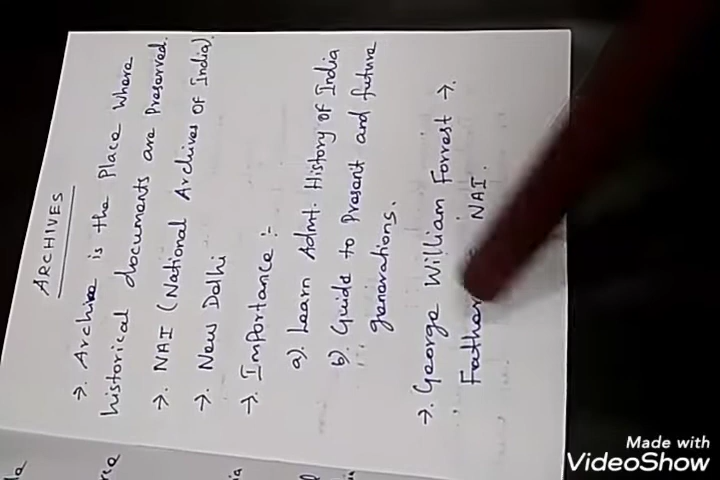 ARCHIVES
→. Archive is the Place where
historical documents are Preserved.
→. NAI (National Archives of India).
→. New Delhi
→. Importance :-
a). Learn Admt. History of India
b). Guide to Present and future
generations.
→. George William Forrest →.
Father NAI.
Made with
VideoShow